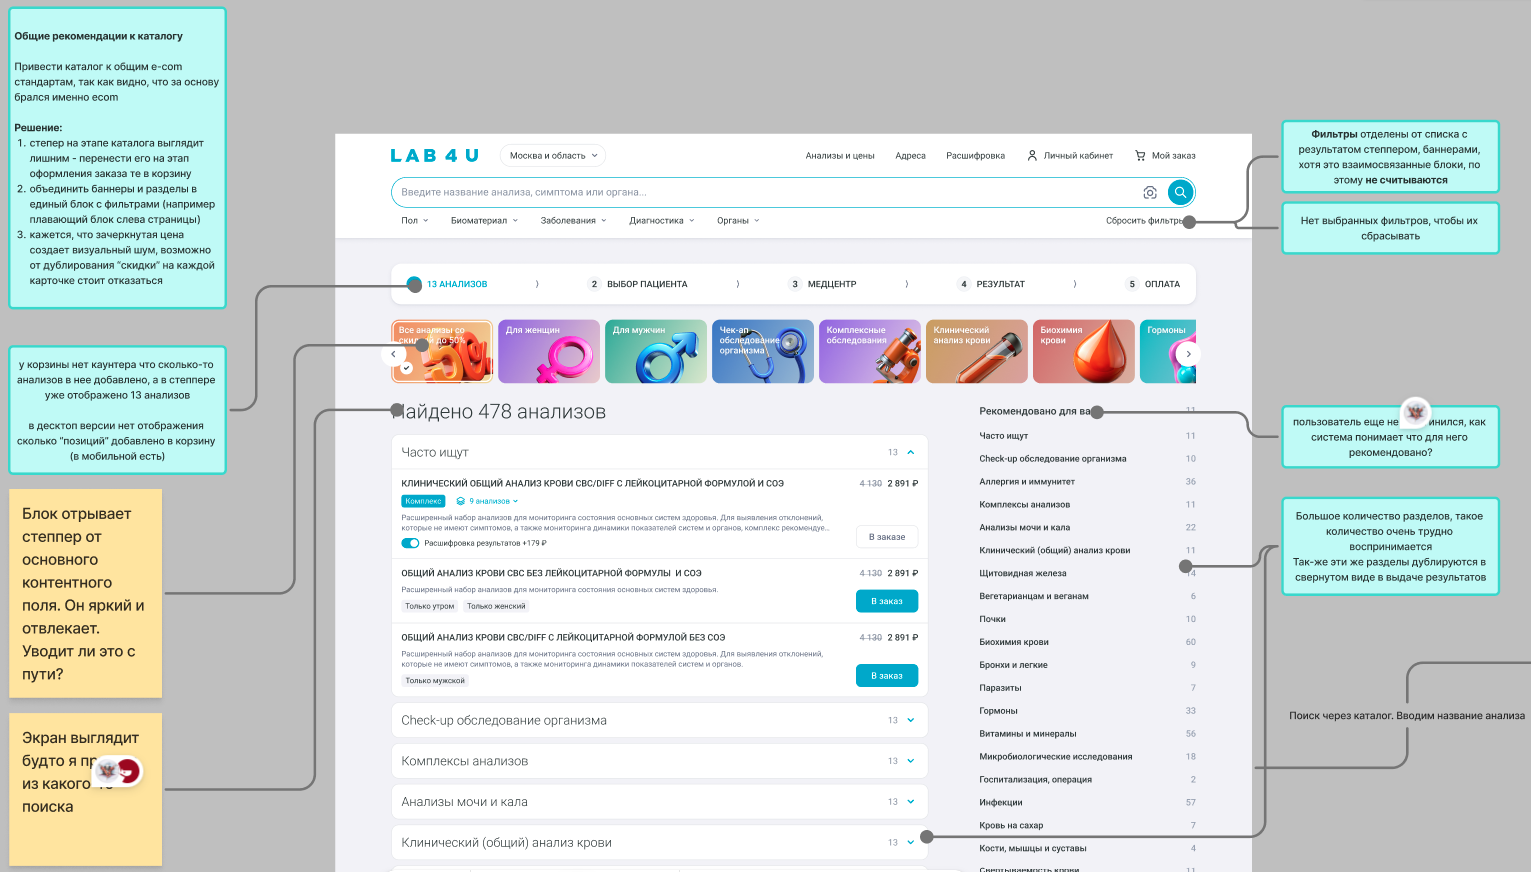 Общие рекомендации к каталогу
Привести каталог к общим e-com
стандартам, так как видно, что за основу
брался именно ecom
Решение:
1. степер на этапе каталога выглядит
лишним - перенести его на этап
оформления заказа те в корзину
2. объединить баннеры и разделы в
единый блок с фильтрами (например
плавающий блок слева страницы)
3. кажется, что зачеркнутая цена
создает визуальный шум, возможно
от дублирования “скидки” на каждой
карточке стоит отказаться
у корзины нет каунтера что сколько-то
анализов в нее добавлено, а в степпере
уже отображено 13 анализов
в десктоп версии нет отображения
сколько “позиций” добавлено в корзину
(в мобильной есть)
Блок отрывает
степпер от
основного
контентного
поля. Он яркий и
отвлекает.
Уводит ли это с
пути?
Экран выглядит
будто я
из
поиска
LAB4U
Москва и область
Анализы и цены
Адреса
Расшифровка
Личный кабинет
Мой заказ
Введите название анализа, симптома или органа...
Пол
Биоматериал
Заболевания
Диагностика
Органы
Сбросить фильтры
13 АНАЛИЗОВ
2 ВЫБОР ПАЦИЕНТА
3 МЕДЦЕНТР
4 РЕЗУЛЬТАТ
5 ОПЛАТА
Все анализы со
скидкой до 50%
Для женщин
Для мужчин
Чек-ап
обследование
организма
Комплексные
обследования
Клинический
анализ крови
Биохимия
крови
Гормоны
Найдено 478 анализов
Часто ищут 13
КЛИНИЧЕСКИЙ ОБЩИЙ АНАЛИЗ КРОВИ CBC/DIFF С ЛЕЙКОЦИТАРНОЙ ФОРМУЛОЙ И СОЭ
4 130 2 891 ₽
Комплекс
9 анализов
Расширенный набор анализов для мониторинга состояния основных систем здоровья. Для выявления отклонений,
которые не имеют симптомов, а также мониторинга динамики показателей систем и органов, комплекс рекомендуе...
Расшифровка результатов +179 ₽
В заказе
ОБЩИЙ АНАЛИЗ КРОВИ CBC БЕЗ ЛЕЙКОЦИТАРНОЙ ФОРМУЛЫ И СОЭ
4 130 2 891 ₽
Расширенный набор анализов для мониторинга состояния основных систем здоровья.
Только утром
Только женский
В заказ
ОБЩИЙ АНАЛИЗ КРОВИ CBC/DIFF С ЛЕЙКОЦИТАРНОЙ ФОРМУЛОЙ БЕЗ СОЭ
4 130 2 891 ₽
Расширенный набор анализов для мониторинга состояния основных систем здоровья. Для выявления отклонений,
которые не имеют симптомов, а также мониторинга динамики показателей систем и органов.
Только мужской
В заказ
Check-up обследование организма 13
Комплексы анализов 13
Анализы мочи и кала 13
Клинический (общий) анализ крови 13
Рекомендовано для ва 11
Часто ищут 11
Check-up обследование организма 10
Аллергия и иммунитет 36
Комплексы анализов 11
Анализы мочи и кала 22
Клинический (общий) анализ крови 11
Щитовидная железа 14
Вегетарианцам и веганам 6
Почки 10
Биохимия крови 60
Бронхи и легкие 9
Паразиты 7
Гормоны 33
Витамины и минералы 56
Микробиологические исследования 18
Госпитализация, операция 2
Инфекции 57
Кровь на сахар 7
Кости, мышцы и суставы 4
Свертываемость крови 11
Фильтры отделены от списка с
результатом степпером, баннерами,
хотя это взаимосвязанные блоки, по
этому не считываются
Нет выбранных фильтров, чтобы их
сбрасывать
пользователь еще не инился, как
система понимает что для него
рекомендовано?
Большое количество разделов, такое
количество очень трудно
воспринимается
Так-же эти же разделы дублируются в
свернутом виде в выдаче результатов
Поиск через каталог. Вводим название анализа